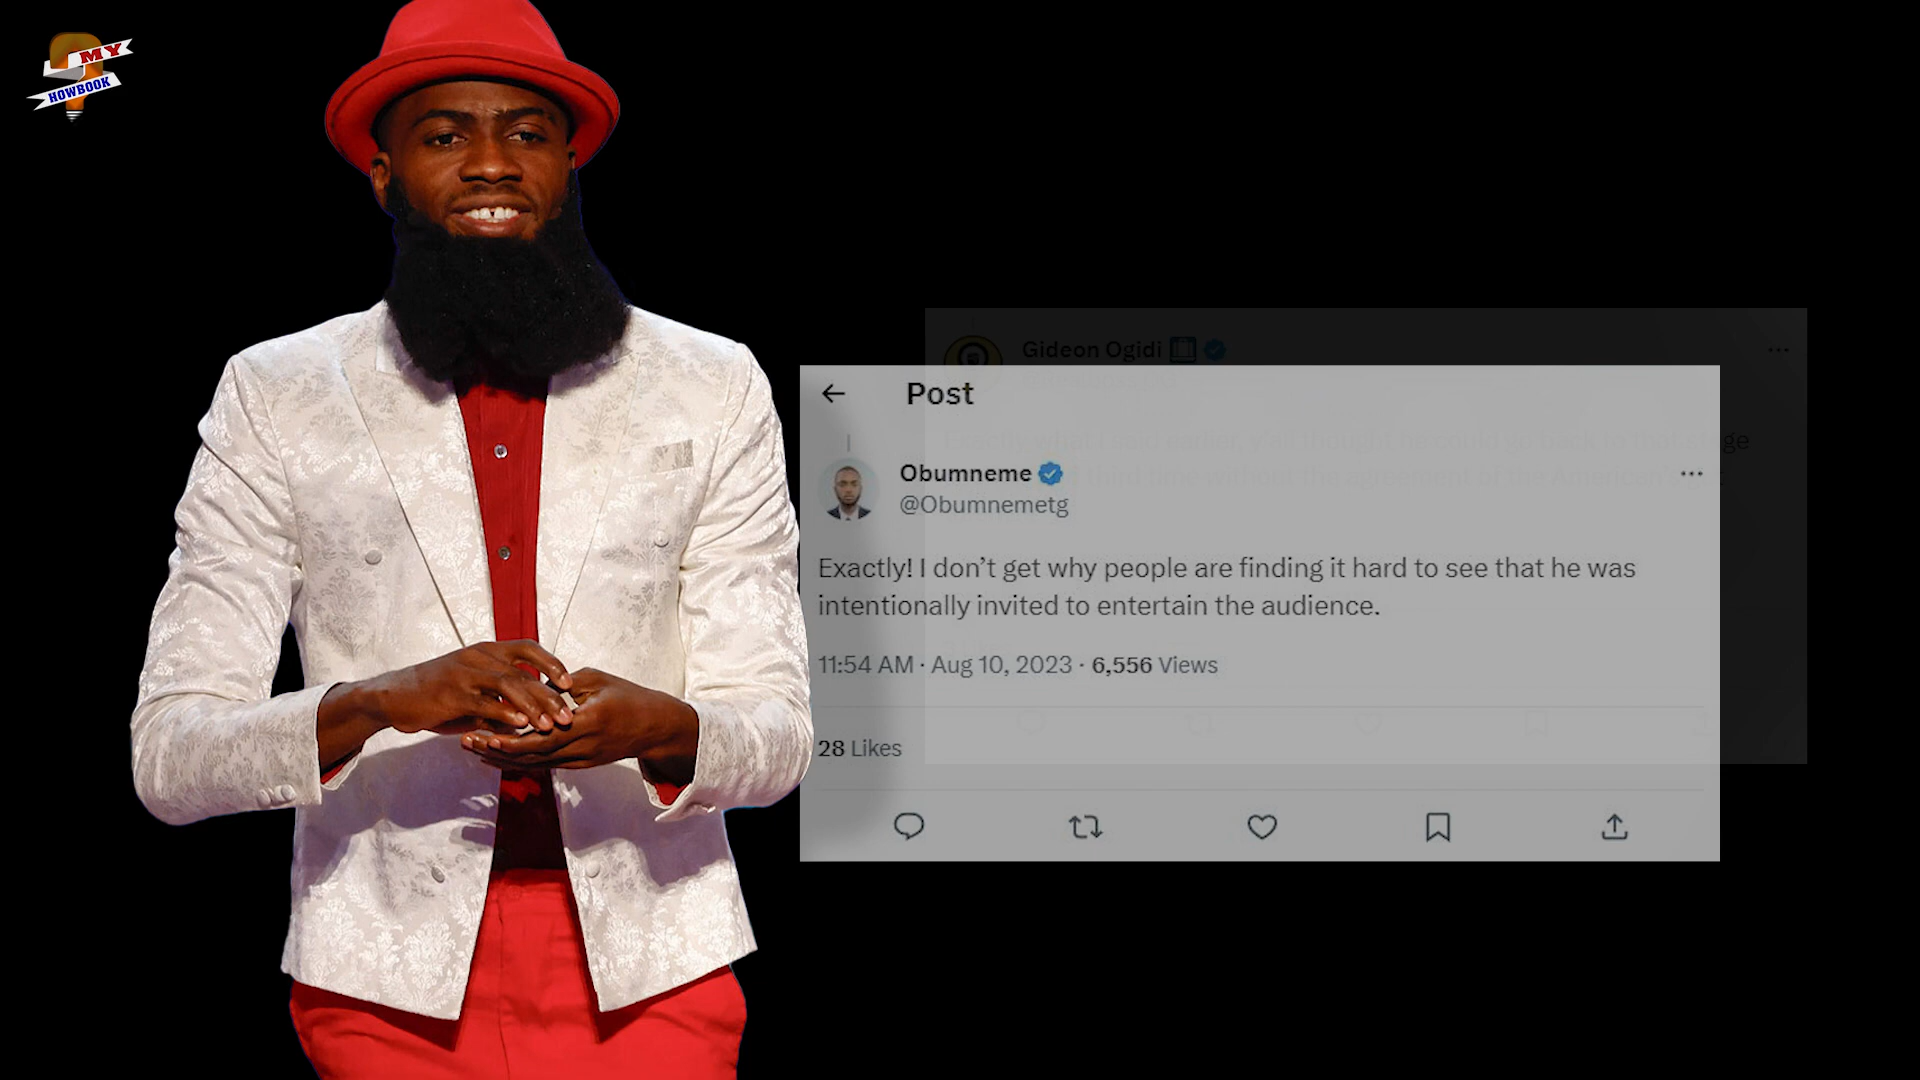 MY
HOWBOOK
Gideon Ogidi
Post
Obumneme
@Obumnemetg
Exactly! I don’t get why people are finding it hard to see that he was
intentionally invited to entertain the audience.
11:54 AM · Aug 10, 2023 · 6,556 Views
28 Likes